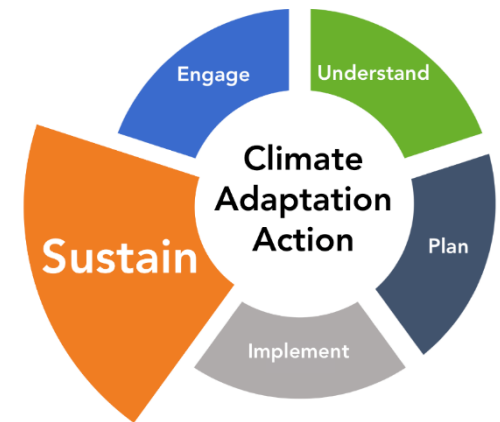 Engage
Understand
Climate
Adaptation
Action
Sustain
Plan
Implement